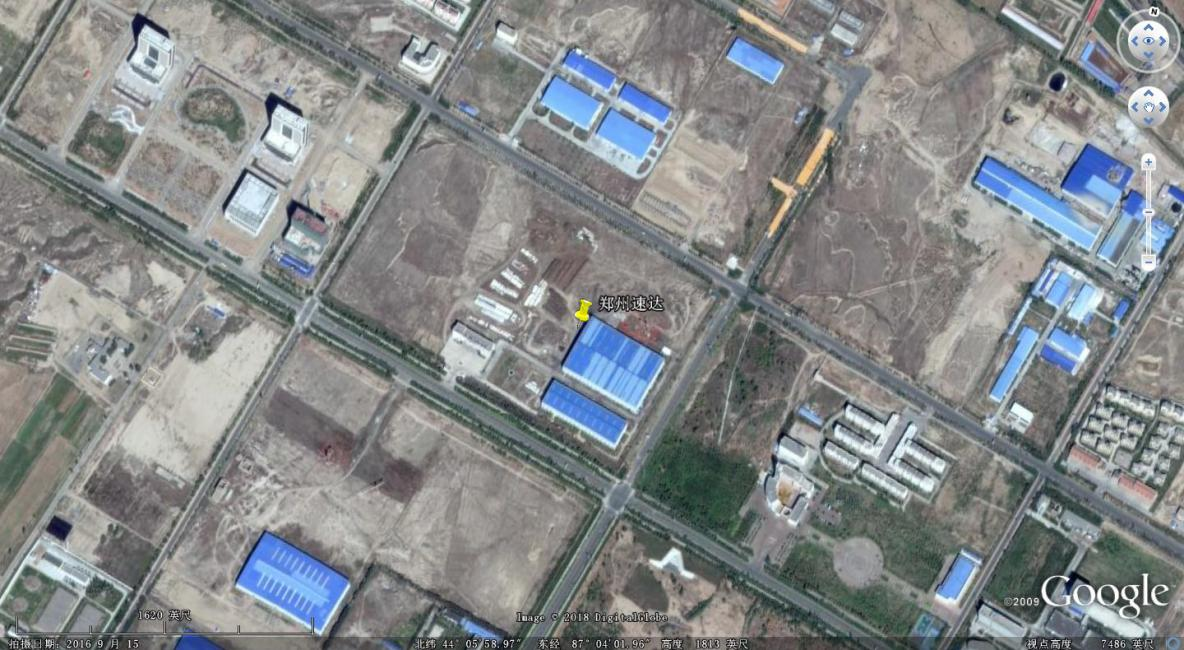 N
郑州速达
1620 英尺
Image © 2018 DigitalGlobe
©2009 Google
拍摄日期: 2016 9 月 15
北纬 44° 05'58.97" 东经 87° 04'01.96" 高度 1813 英尺
视点高度 7486 英尺